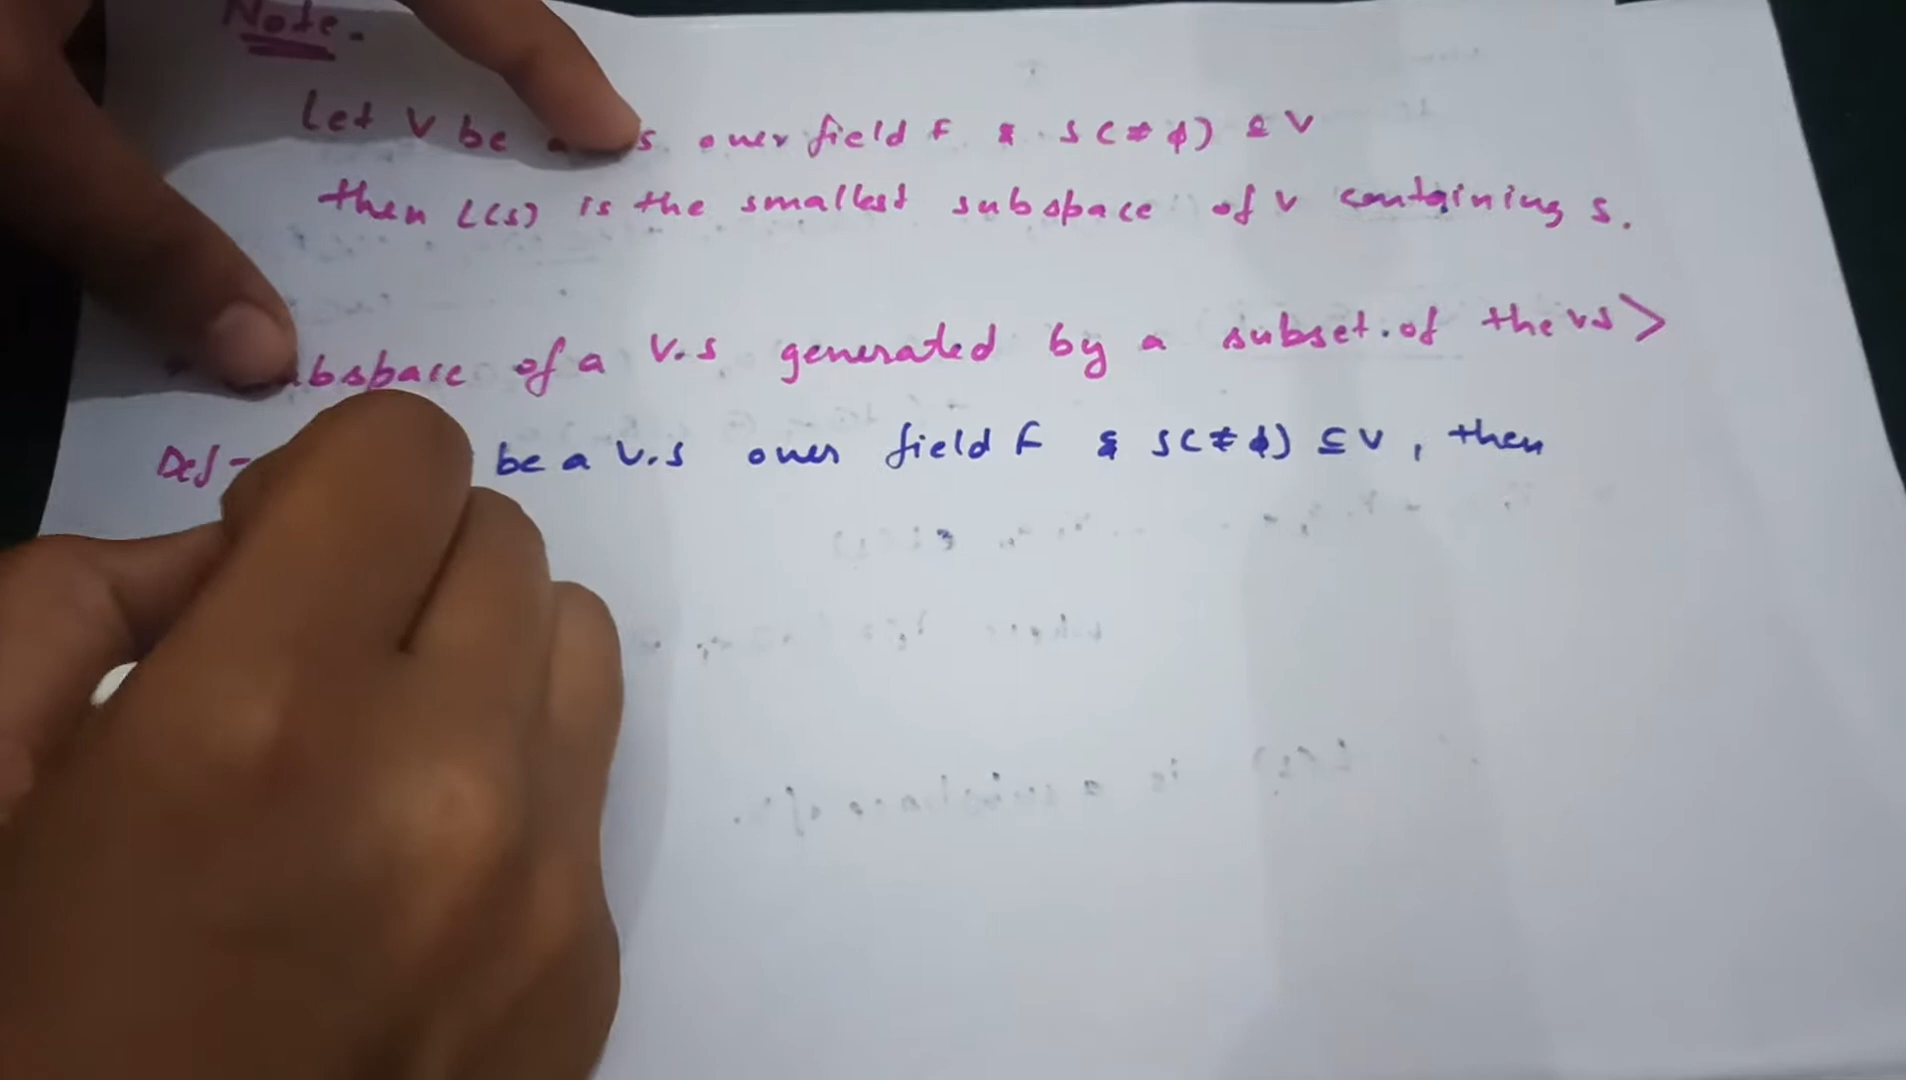 Note.
Let V be a s over field F & S(≠ φ) ⊆ V
then L(S) is the smallest subspace of V containing S.
ubspace of a V.S generated by a subset of the VS >
Def - be a V.S over field F & S(≠ φ) ⊆ V, then